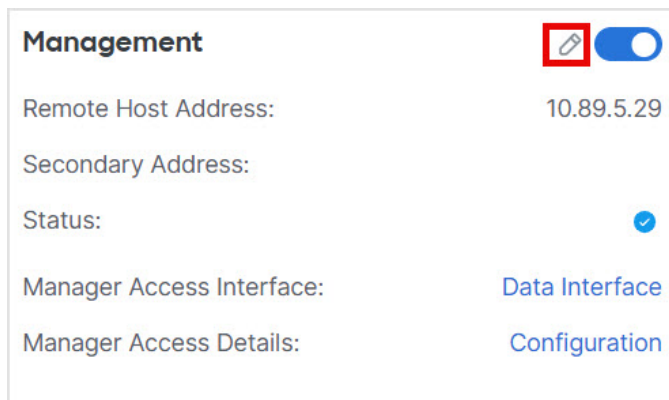 Management
Remote Host Address: 10.89.5.29
Secondary Address:
Status:
Manager Access Interface: Data Interface
Manager Access Details: Configuration